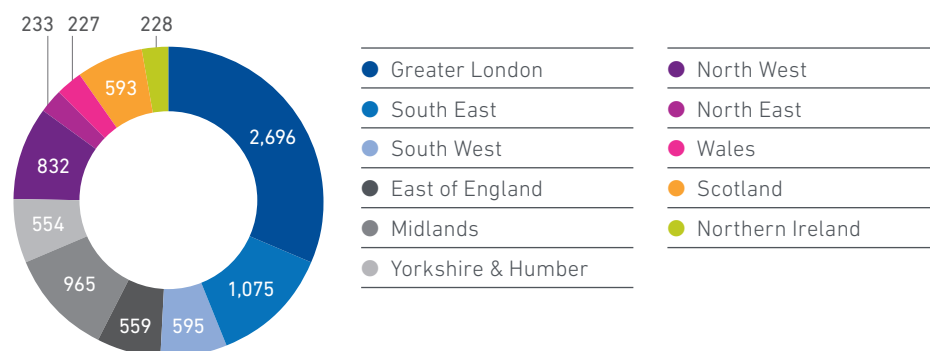 233
227
228
593
2,696
832
554
965
559
595
1,075
Greater London
South East
South West
East of England
Midlands
Yorkshire & Humber
North West
North East
Wales
Scotland
Northern Ireland